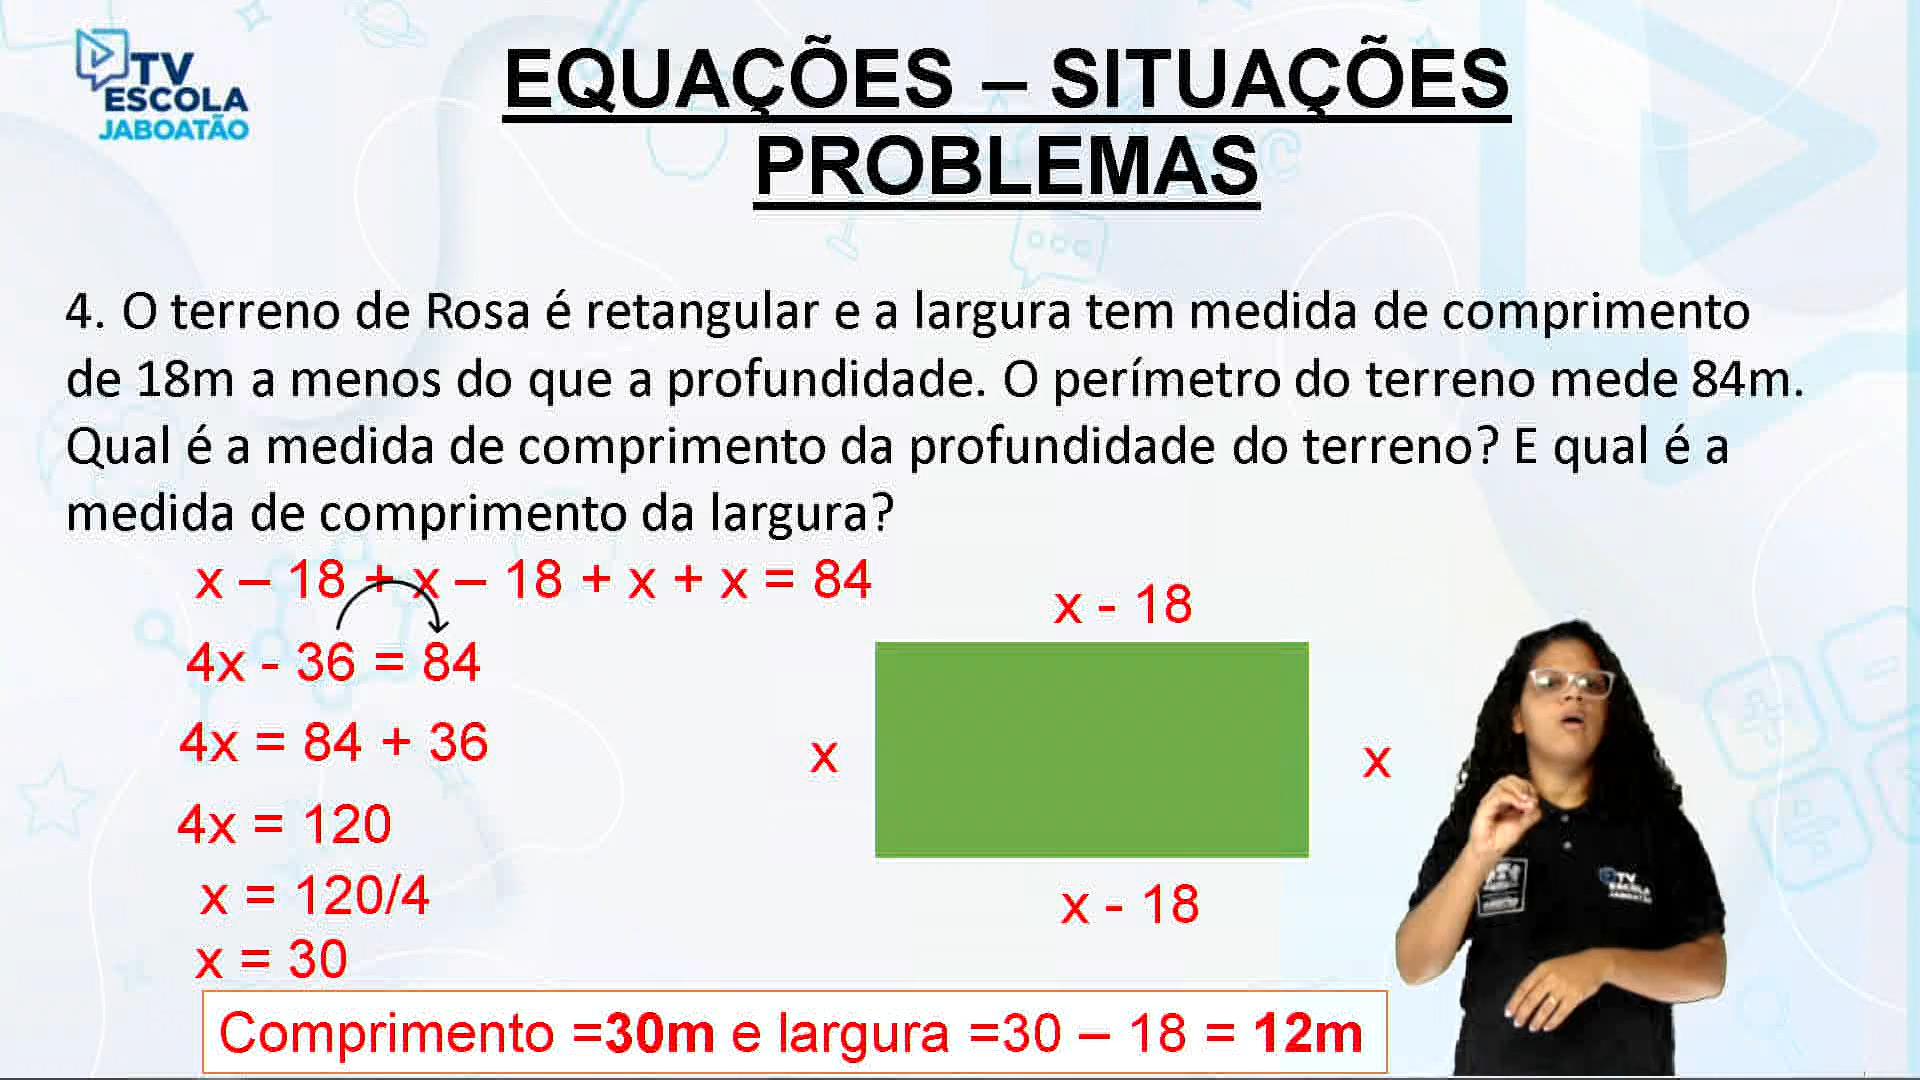 TV
ESCOLA
JABOATÃO
EQUAÇÕES – SITUAÇÕES
PROBLEMAS
4. O terreno de Rosa é retangular e a largura tem medida de comprimento
de 18m a menos do que a profundidade. O perímetro do terreno mede 84m.
Qual é a medida de comprimento da profundidade do terreno? E qual é a
medida de comprimento da largura?
x – 18 + x – 18 + x + x = 84
4x - 36 = 84
4x = 84 + 36
4x = 120
x = 120/4
x = 30
x - 18
x
x
x - 18
Comprimento =30m e largura =30 – 18 = 12m
TV
ESCOLA
JABOATÃO